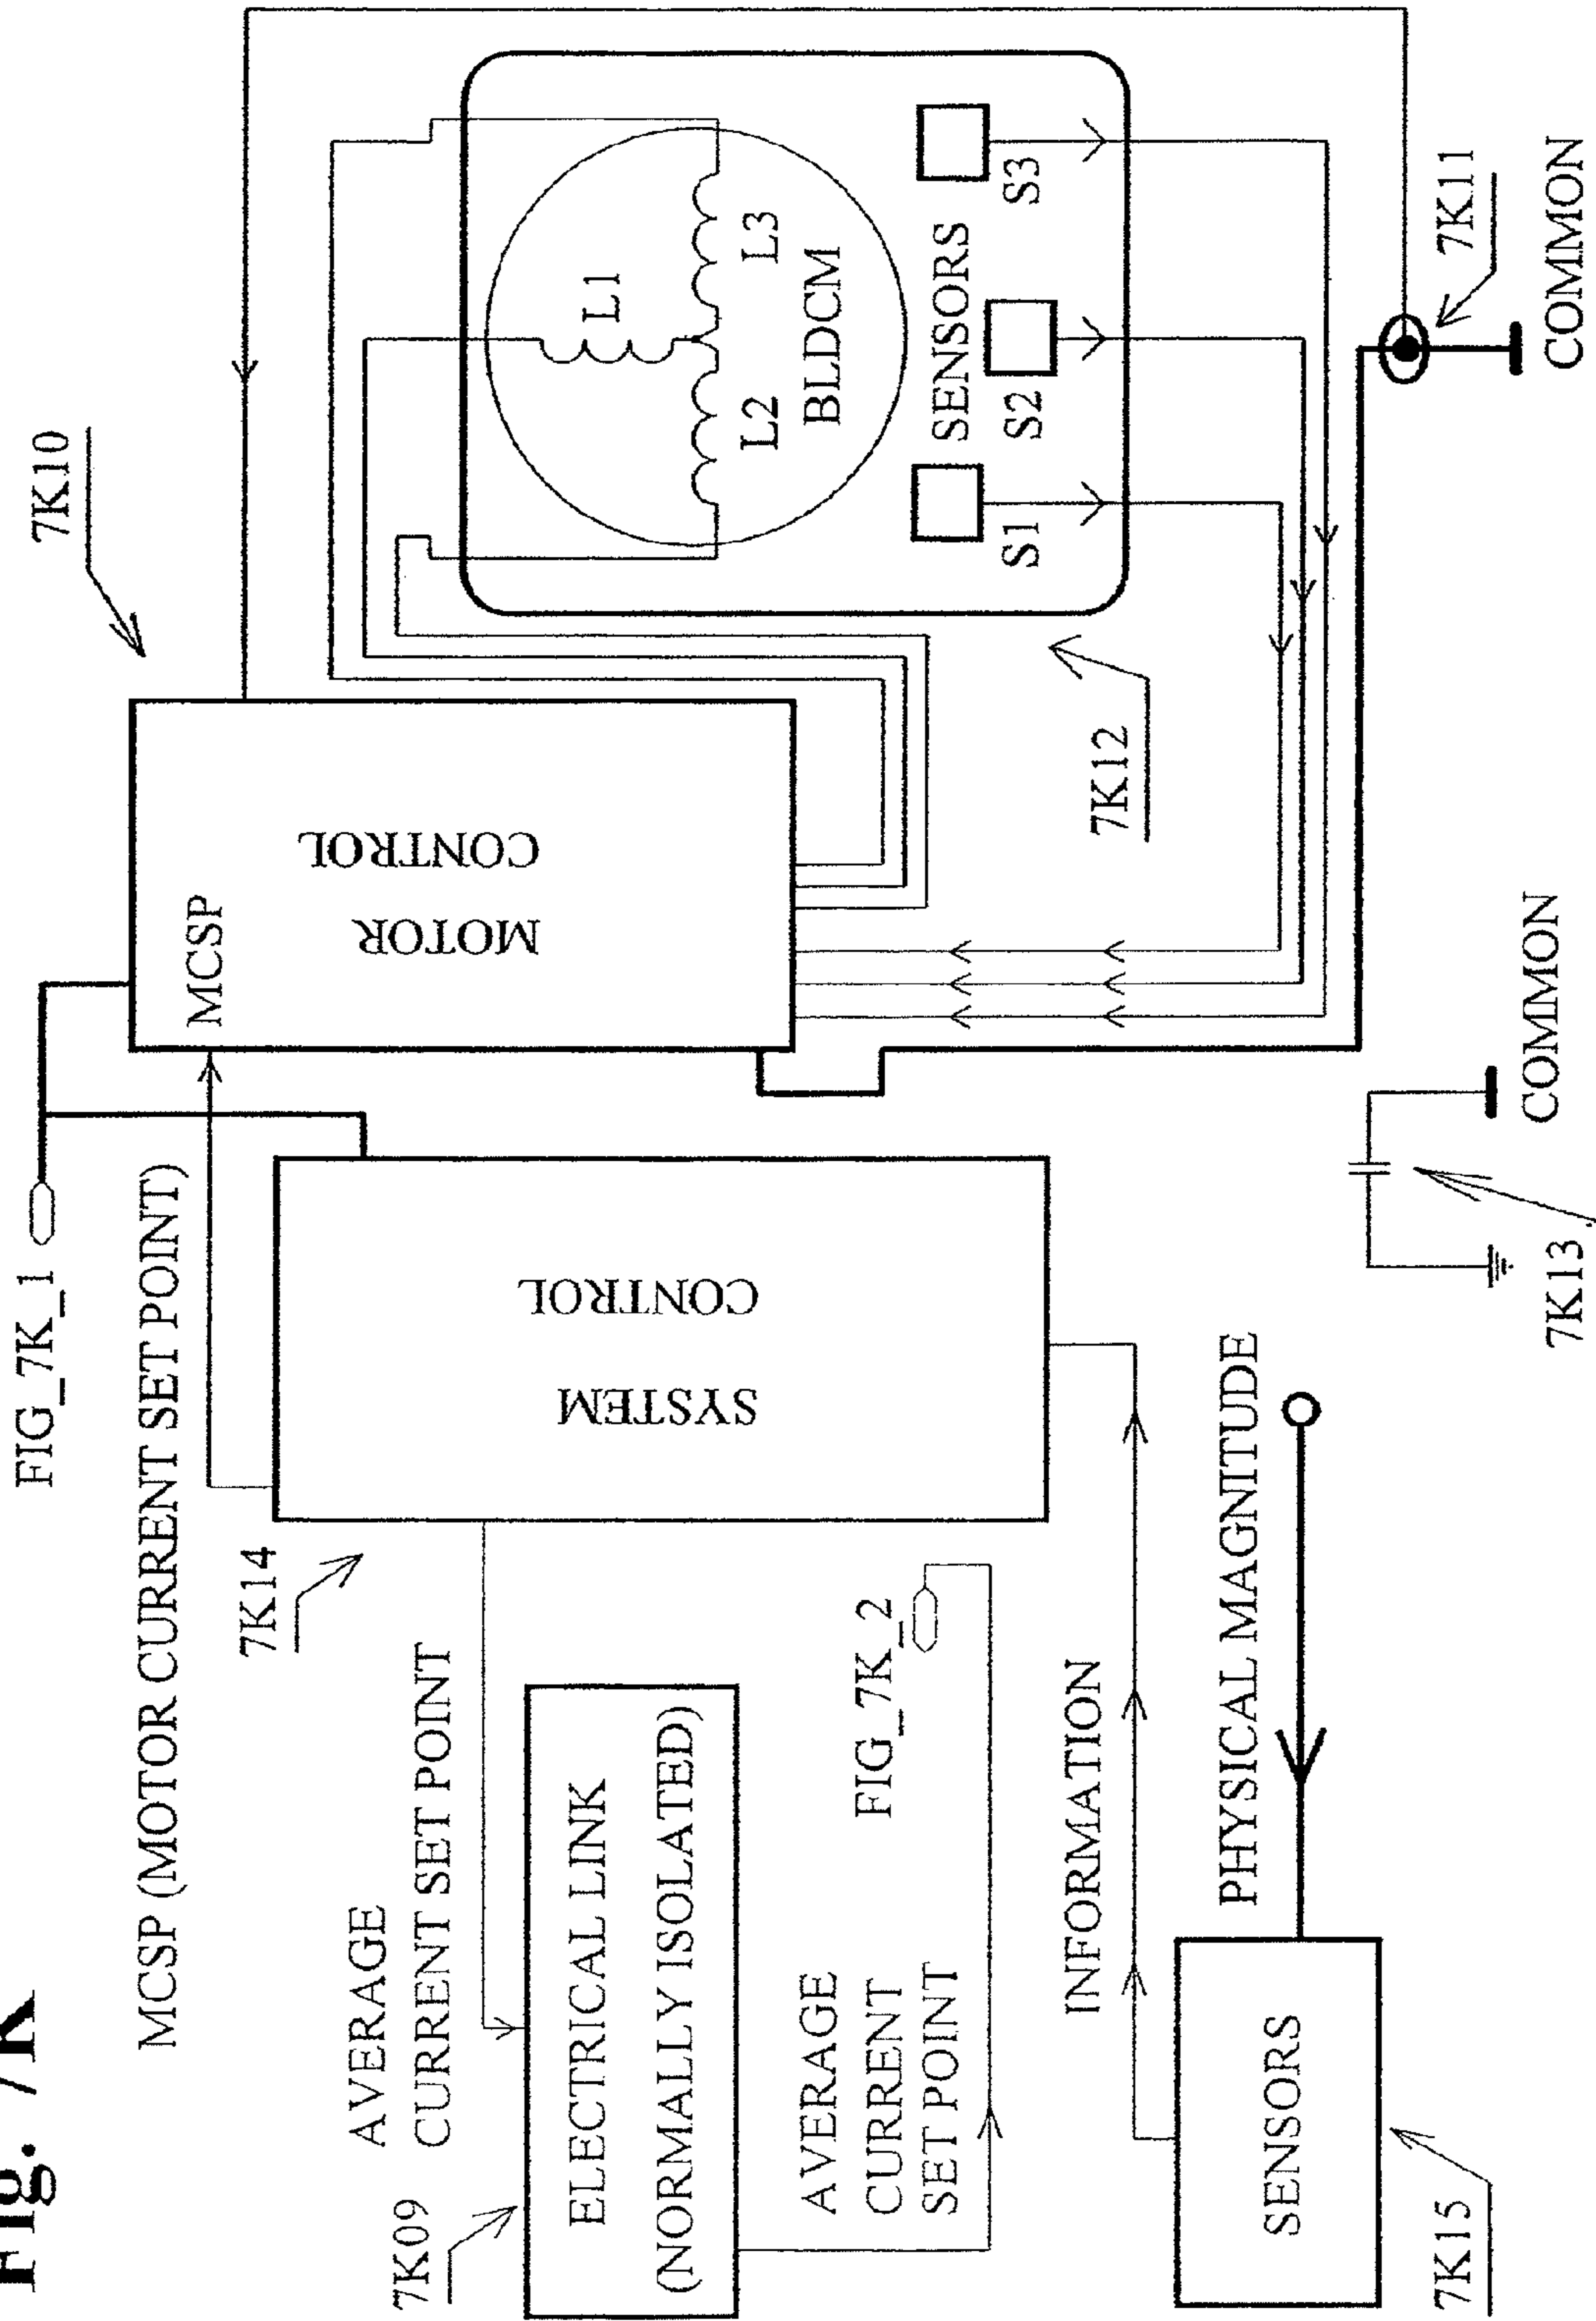 Fig. 7K
FIG_7K_1
MCSP (MOTOR CURRENT SET POINT)
7K10
MCSP
MOTOR
CONTROL
7K14
SYSTEM
CONTROL
AVERAGE
CURRENT SET POINT
7K09
ELECTRICAL LINK
(NORMALLY ISOLATED)
AVERAGE
CURRENT
SET POINT
FIG_7K_2
INFORMATION
PHYSICAL MAGNITUDE
SENSORS
7K15
L1
L2
L3
BLDCM
SENSORS
S1
S2
S3
7K12
7K11
COMMON
COMMON
7K13